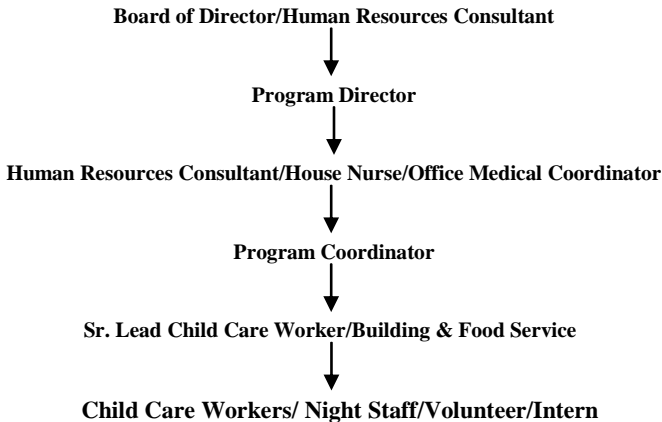 Board of Director/Human Resources Consultant
Program Director
Human Resources Consultant/House Nurse/Office Medical Coordinator
Program Coordinator
Sr. Lead Child Care Worker/Building & Food Service
Child Care Workers/ Night Staff/Volunteer/Intern